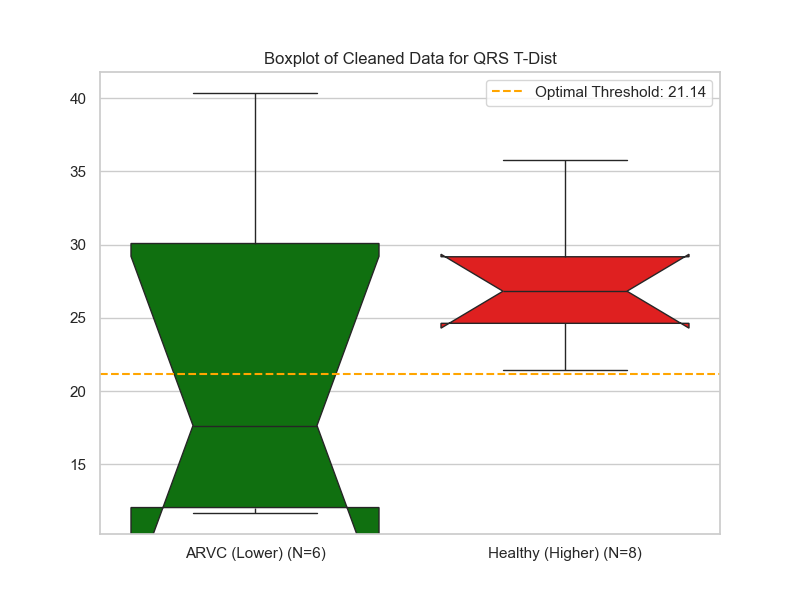 Boxplot of Cleaned Data for QRS T-Dist
Optimal Threshold: 21.14
40
35
30
25
20
15
ARVC (Lower) (N=6)
Healthy (Higher) (N=8)